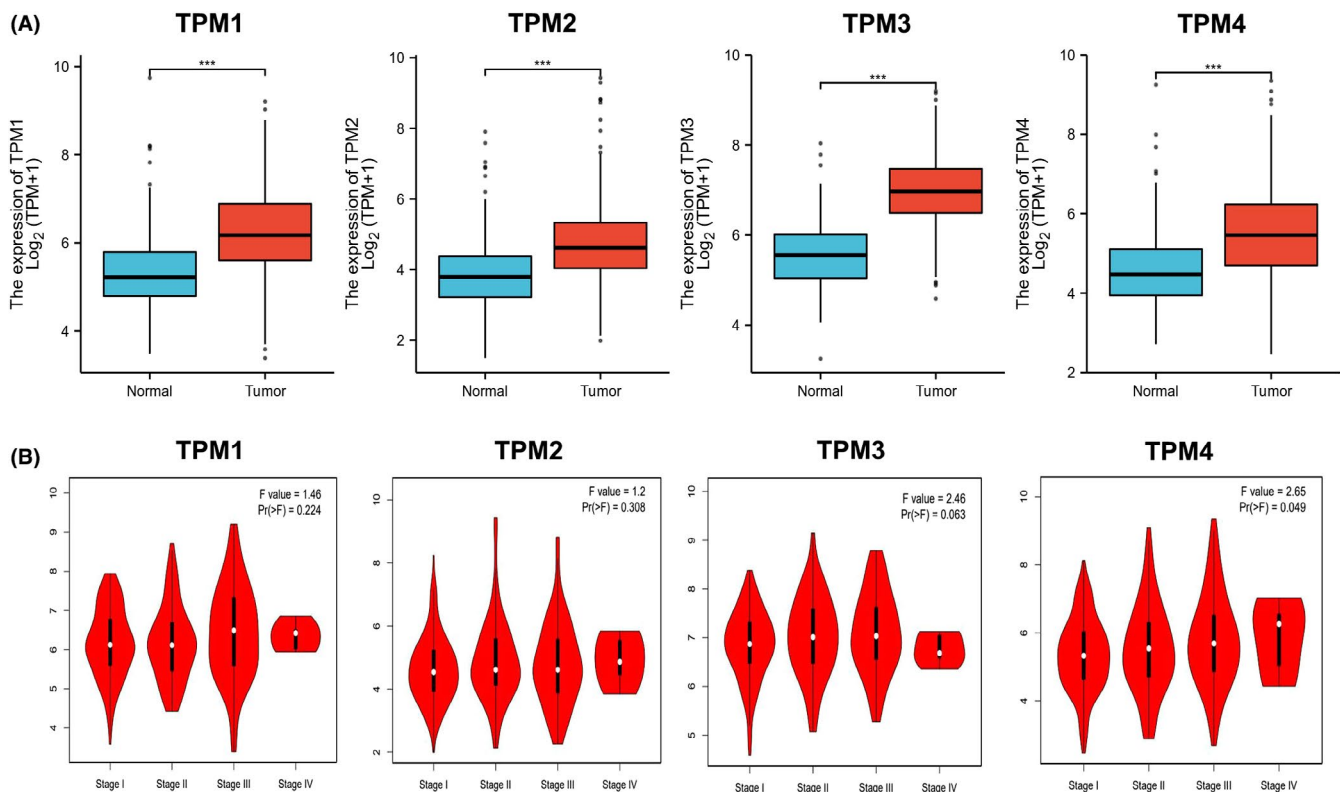 (A)
TPM1
The expression of TPM1
Log2 (TPM+1)
10
8
6
4
***
Normal
Tumor
TPM2
The expression of TPM2
Log2 (TPM+1)
10
8
6
4
2
***
Normal
Tumor
TPM3
The expression of TPM3
Log2 (TPM+1)
10
8
6
4
***
Normal
Tumor
TPM4
The expression of TPM4
Log2 (TPM+1)
10
8
6
4
2
***
Normal
Tumor
(B)
TPM1
F value = 1.46
Pr(>F) = 0.224
10
9
8
7
6
5
4
Stage I
Stage II
Stage III
Stage IV
TPM2
F value = 1.2
Pr(>F) = 0.308
10
8
6
4
2
Stage I
Stage II
Stage III
Stage IV
TPM3
F value = 2.46
Pr(>F) = 0.063
10
9
8
7
6
5
Stage I
Stage II
Stage III
Stage IV
TPM4
F value = 2.65
Pr(>F) = 0.049
10
8
6
4
Stage I
Stage II
Stage III
Stage IV